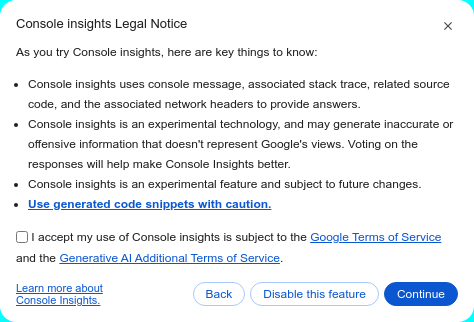 Console insights Legal Notice
As you try Console insights, here are key things to know:
Console insights uses console message, associated stack trace, related source
code, and the associated network headers to provide answers.
Console insights is an experimental technology, and may generate inaccurate or
offensive information that doesn't represent Google's views. Voting on the
responses will help make Console Insights better.
Console insights is an experimental feature and subject to future changes.
Use generated code snippets with caution.
I accept my use of Console insights is subject to the Google Terms of Service
and the Generative AI Additional Terms of Service.
Learn more about
Console Insights.
Back
Disable this feature
Continue